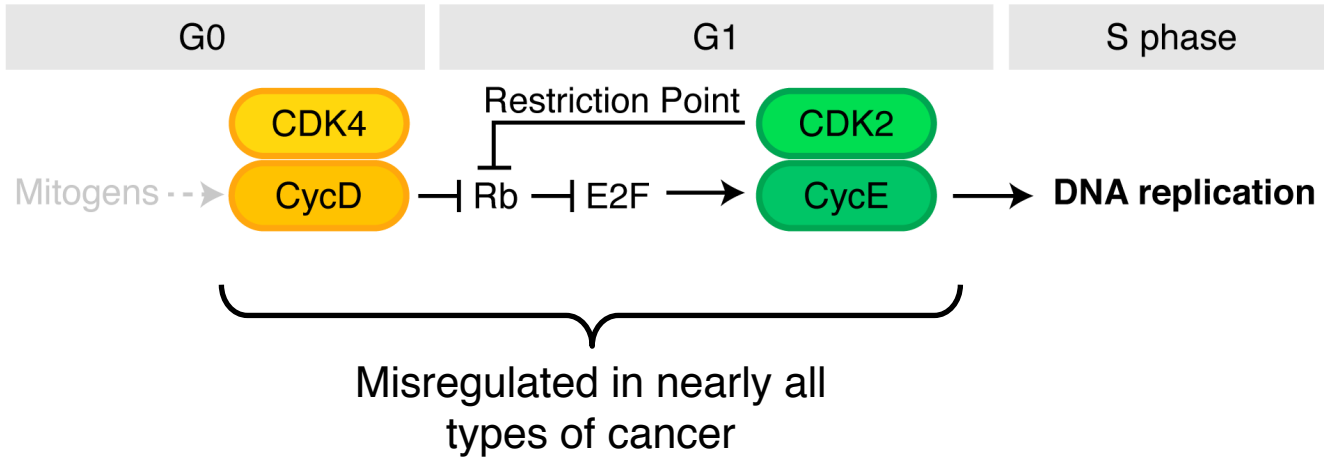 G0
G1
S phase
Restriction Point
CDK4
CDK2
Mitogens
CycD
Rb
E2F
CycE
DNA replication
Misregulated in nearly all
types of cancer